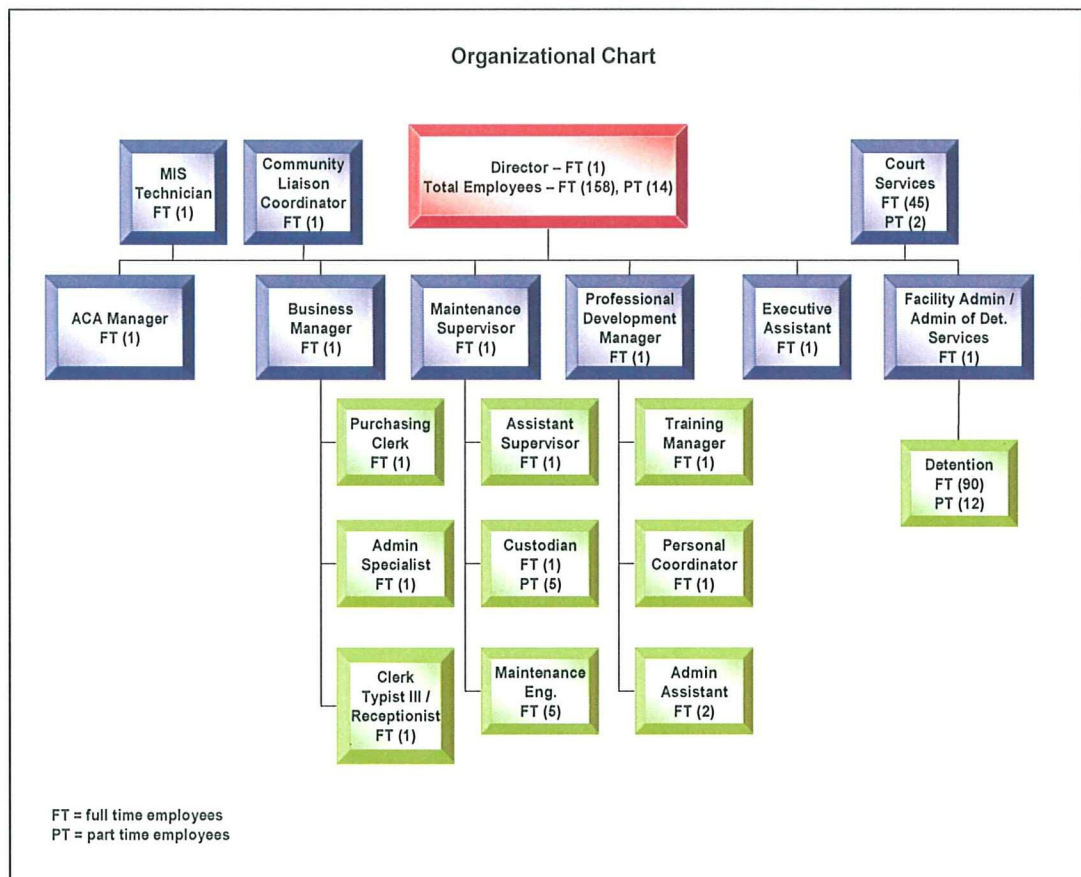 Organizational Chart
MIS
Technician
FT (1)
Community
Liaison
Coordinator
FT (1)
Director – FT (1)
Total Employees – FT (158), PT (14)
Court
Services
FT (45)
PT (2)
ACA Manager
FT (1)
Business
Manager
FT (1)
Maintenance
Supervisor
FT (1)
Professional
Development
Manager
FT (1)
Executive
Assistant
FT (1)
Facility Admin /
Admin of Det.
Services
FT (1)
Purchasing
Clerk
FT (1)
Assistant
Supervisor
FT (1)
Training
Manager
FT (1)
Detention
FT (90)
PT (12)
Admin
Specialist
FT (1)
Custodian
FT (1)
PT (5)
Personal
Coordinator
FT (1)
Clerk
Typist III /
Receptionist
FT (1)
Maintenance
Eng.
FT (5)
Admin
Assistant
FT (2)
FT = full time employees
PT = part time employees